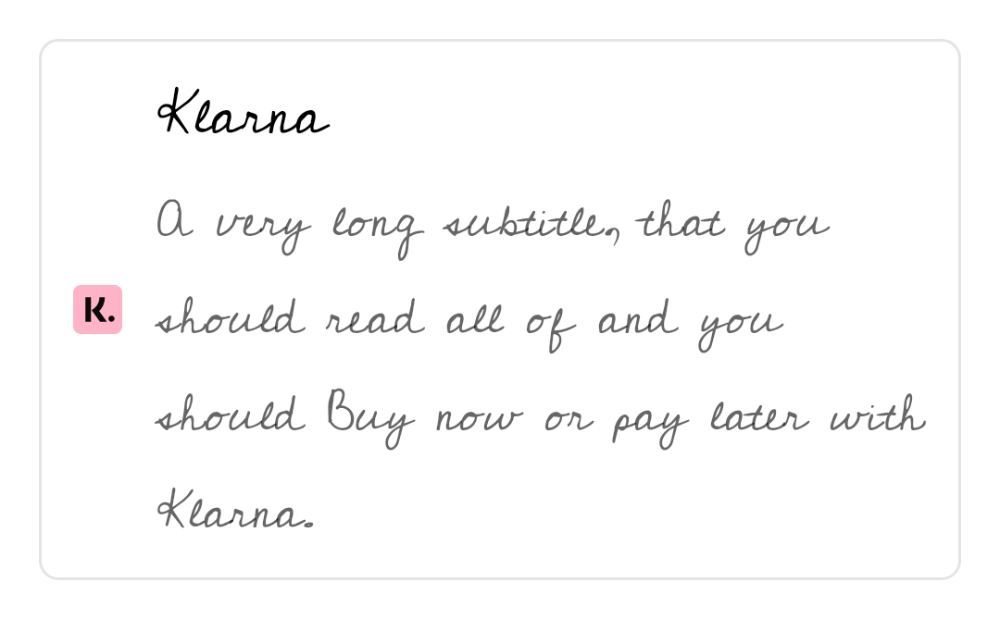 Klarna
A very long subtitle, that you
K. should read all of and you
should Buy now or pay later with
Klarna.